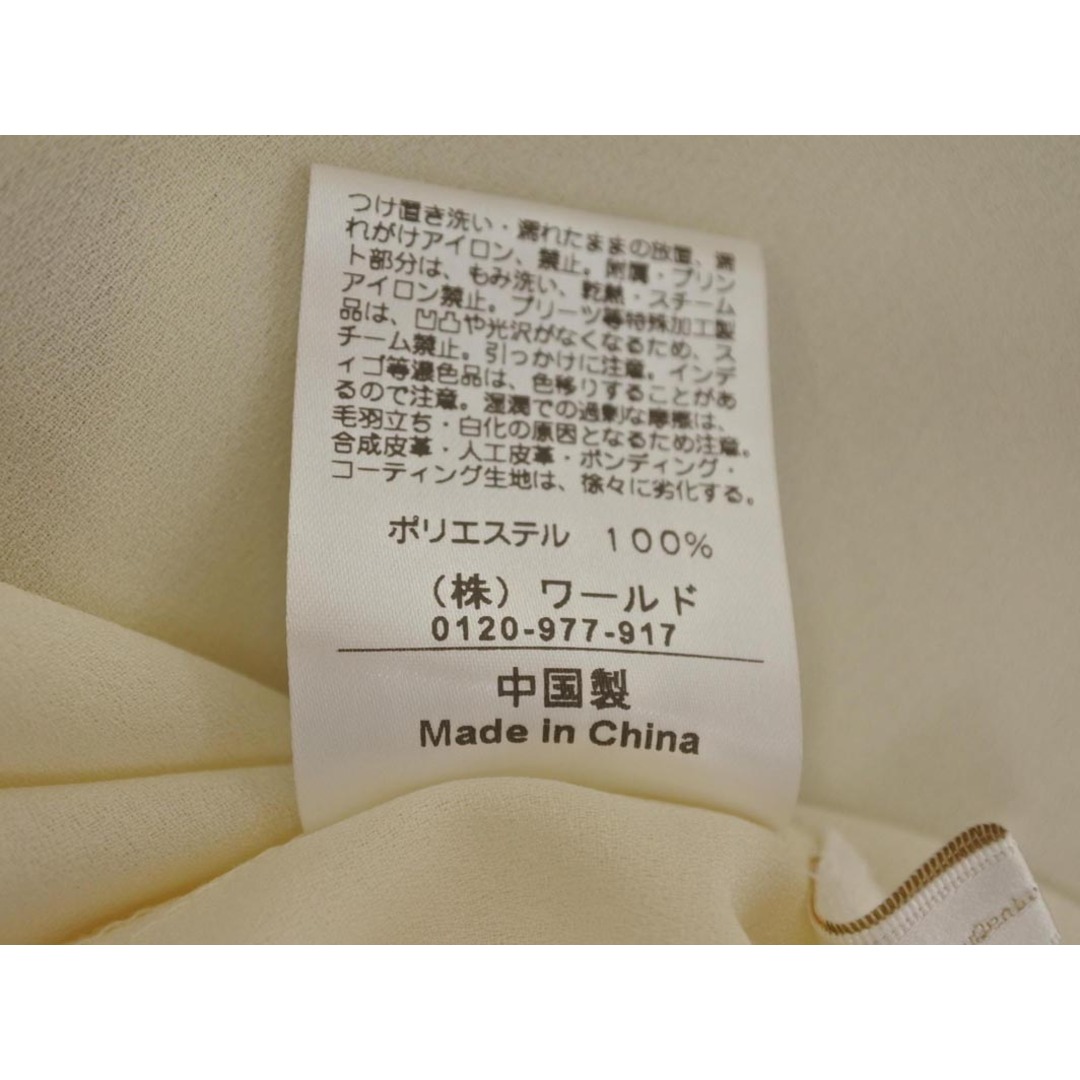 つけ置き洗い・濡れたままの放置、濡
れがけアイロン、禁止。附属・プリン
ト部分は、もみ洗い、乾熱・スチーム
アイロン禁止。プリーツ等特殊加工製
品は、凹凸や光沢がなくなるため、ス
チーム禁止。引っかけに注意。インデ
ィゴ等濃色品は、色移りすることがあ
るので注意。湿潤での過剰な摩擦は、
毛羽立ち・白化の原因となるため注意。
合成皮革・人工皮革・ボンディング・
コーティング生地は、徐々に劣化する。
ポリエステル 100%
(株)ワールド
0120-977-917
中国製
Made in China